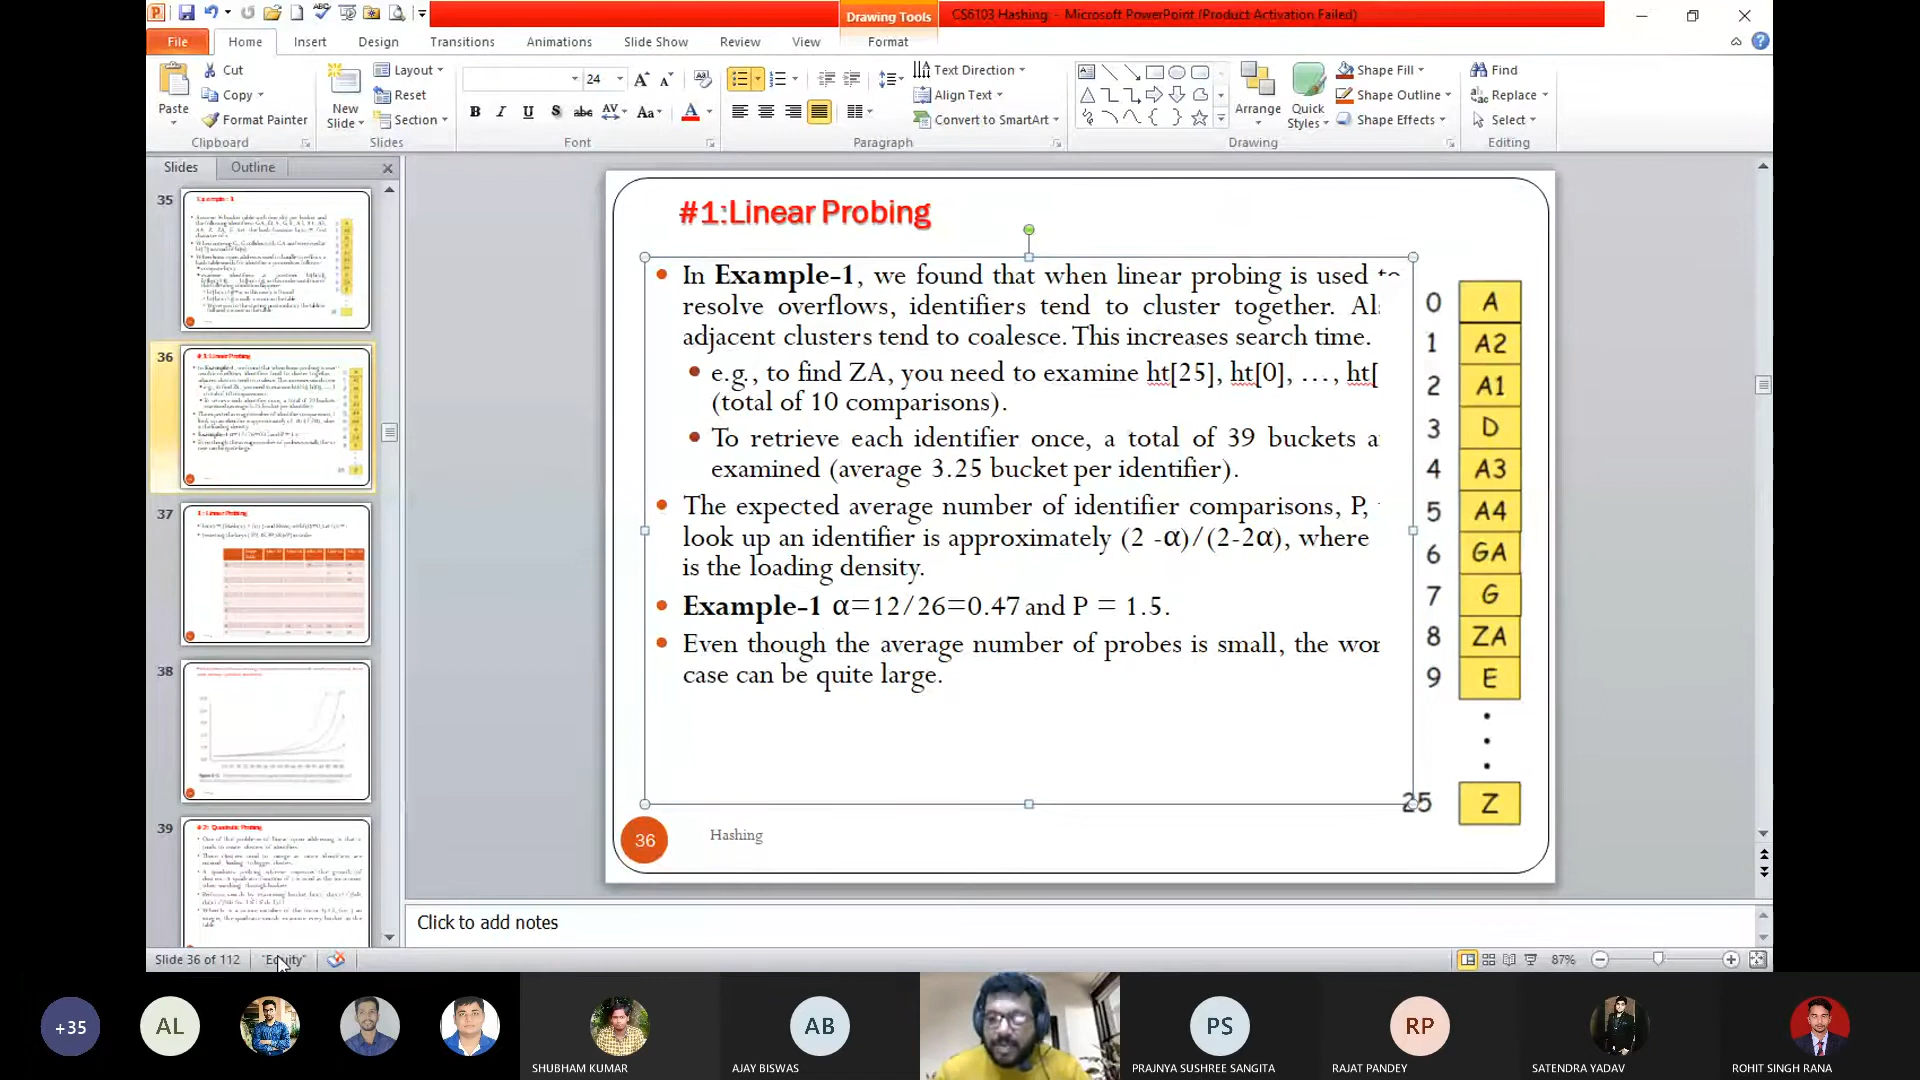 Drawing Tools
CS6103 Hashing - Microsoft PowerPoint (Product Activation Failed)
File Home Insert Design Transitions Animations Slide Show Review View Format
Paste
Cut
Copy
Format Painter
Clipboard
New
Slide
Layout
Reset
Section
Slides
24
Font
Paragraph
Text Direction
Align Text
Convert to SmartArt
Arrange
Quick
Styles
Shape Fill
Shape Outline
Shape Effects
Drawing
Find
Replace
Select
Editing
Slides Outline
35
36
37
38
39
#1:Linear Probing
In Example-1, we found that when linear probing is used to
resolve overflows, identifiers tend to cluster together. Al
adjacent clusters tend to coalesce. This increases search time.
e.g., to find ZA, you need to examine ht[25], ht[0], ..., ht[
(total of 10 comparisons).
To retrieve each identifier once, a total of 39 buckets a
examined (average 3.25 bucket per identifier).
The expected average number of identifier comparisons, P,
look up an identifier is approximately (2 -α)/(2-2α), where
is the loading density.
Example-1 α=12/26=0.47 and P = 1.5.
Even though the average number of probes is small, the wor
case can be quite large.
0 A
1 A2
2 A1
3 D
4 A3
5 A4
6 GA
7 G
8 ZA
9 E
25 Z
36
Hashing
Click to add notes
Slide 36 of 112
"Equity"
87%
+35
AL
AB
PS
RP
SHUBHAM KUMAR
AJAY BISWAS
PRAJNYA SUSHREE SANGITA
RAJAT PANDEY
SATENDRA YADAV
ROHIT SINGH RANA